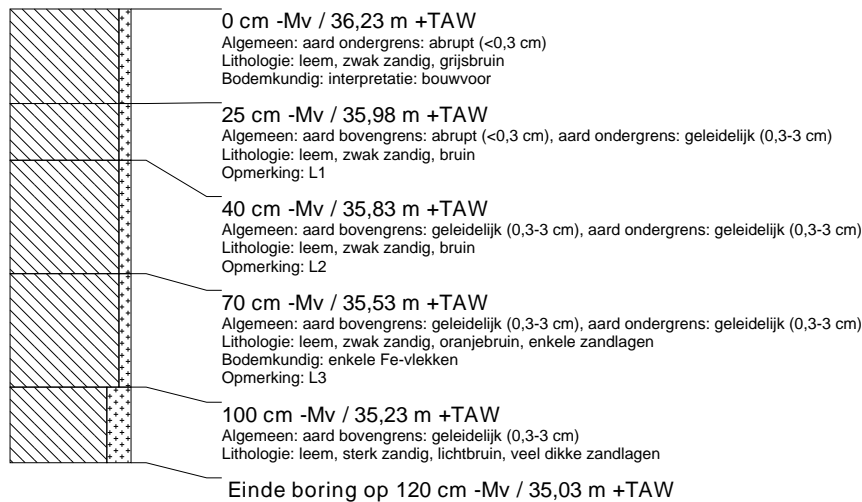 0 cm -Mv / 36,23 m +TAW
Algemeen: aard ondergrens: abrupt (<0,3 cm)
Lithologie: leem, zwak zandig, grijsbruin
Bodemkundig: interpretatie: bouwvoor
25 cm -Mv / 35,98 m +TAW
Algemeen: aard bovengrens: abrupt (<0,3 cm), aard ondergrens: geleidelijk (0,3-3 cm)
Lithologie: leem, zwak zandig, bruin
Opmerking: L1
40 cm -Mv / 35,83 m +TAW
Algemeen: aard bovengrens: geleidelijk (0,3-3 cm), aard ondergrens: geleidelijk (0,3-3 cm)
Lithologie: leem, zwak zandig, bruin
Opmerking: L2
70 cm -Mv / 35,53 m +TAW
Algemeen: aard bovengrens: geleidelijk (0,3-3 cm), aard ondergrens: geleidelijk (0,3-3 cm)
Lithologie: leem, zwak zandig, oranjebruin, enkele zandlagen
Bodemkundig: enkele Fe-vlekken
Opmerking: L3
100 cm -Mv / 35,23 m +TAW
Algemeen: aard bovengrens: geleidelijk (0,3-3 cm)
Lithologie: leem, sterk zandig, lichtbruin, veel dikke zandlagen
Einde boring op 120 cm -Mv / 35,03 m +TAW